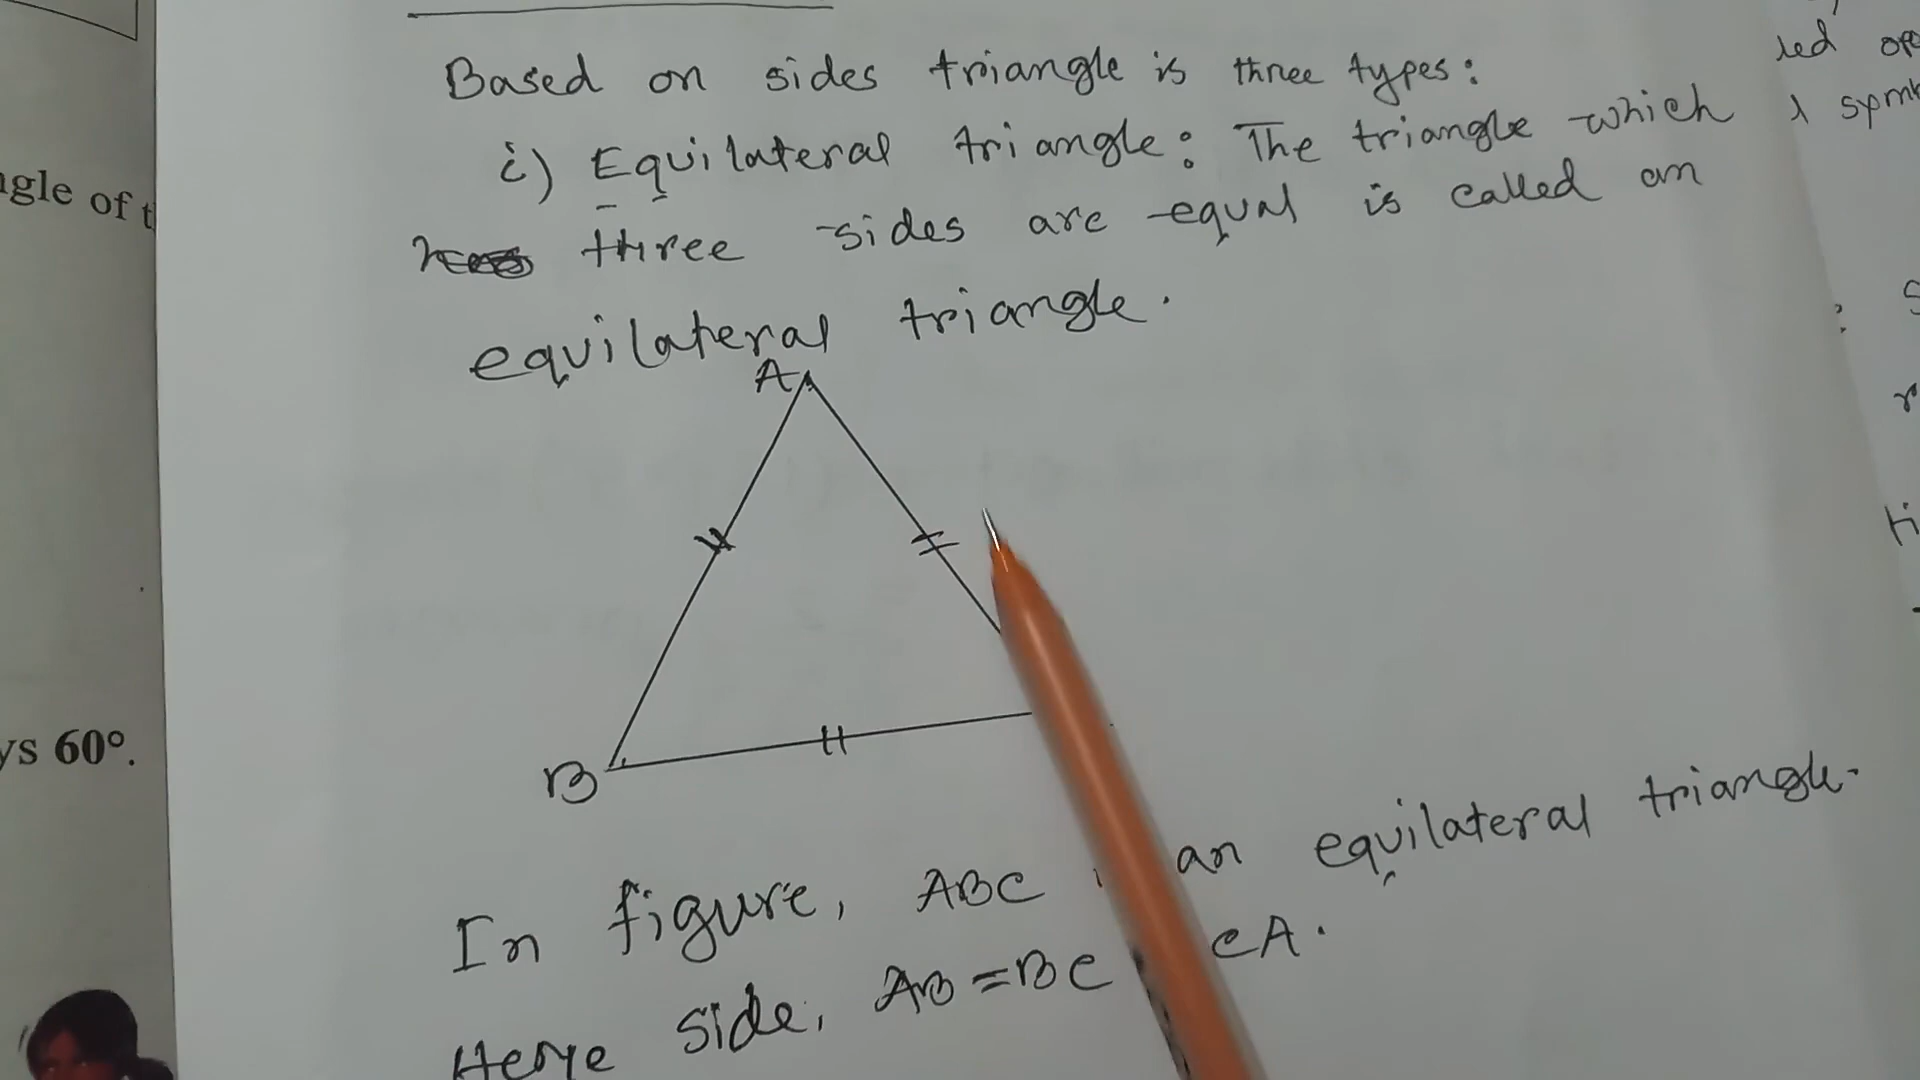 Based on sides triangle is three types:
i) Equilateral triangle: The triangle which
three sides are equal is called an
equilateral triangle.
A
B
In figure, ABC an equilateral triangle.
Here side, AB = BC CA.
of
ys 60°.
led